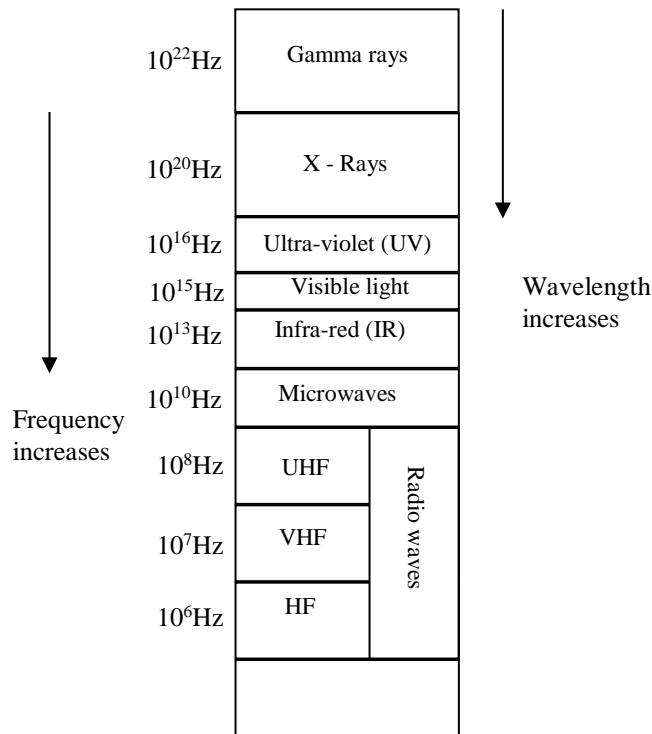 10²²Hz
Gamma rays
10²⁰Hz
X - Rays
10¹⁶Hz
Ultra-violet (UV)
10¹⁵Hz
Visible light
Wavelength
increases
10¹³Hz
Infra-red (IR)
10¹⁰Hz
Microwaves
Frequency
increases
10⁸Hz
UHF
Radio waves
10⁷Hz
VHF
10⁶Hz
HF